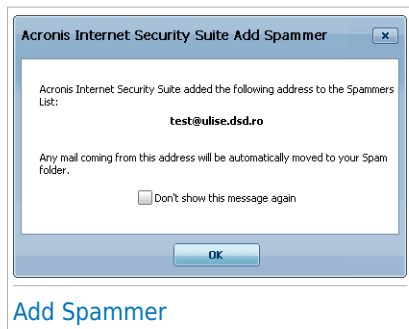 Acronis Internet Security Suite Add Spammer
Acronis Internet Security Suite added the following address to the Spammers
List:
test@ulise.dsd.ro
Any mail coming from this address will be automatically moved to your Spam
folder.
Don't show this message again
OK
Add Spammer